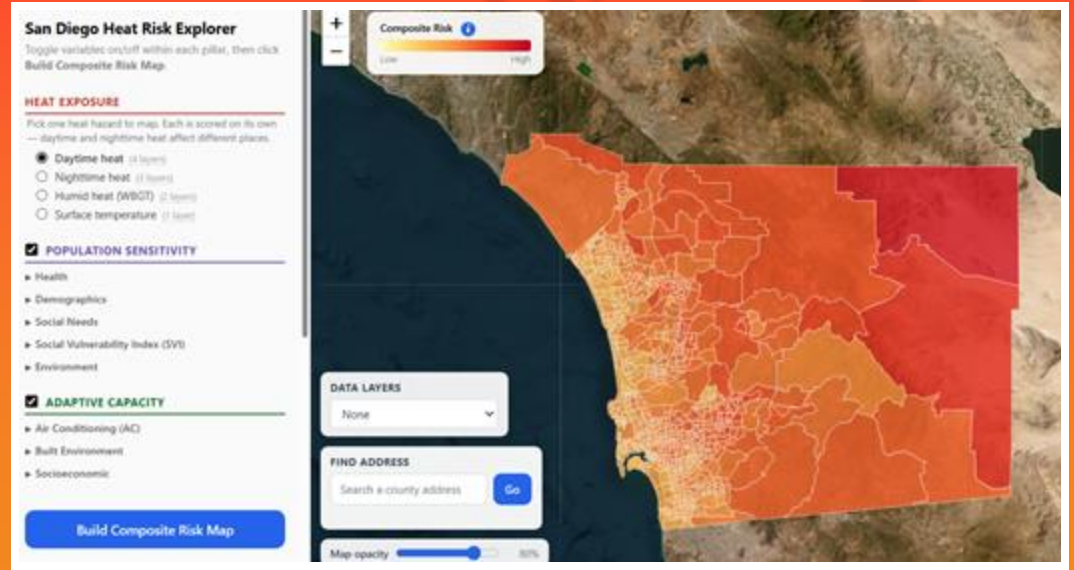 San Diego Heat Risk Explorer
Toggle variables on/off within each pillar, then click
Build Composite Risk Map.
HEAT EXPOSURE
Pick one heat hazard to map. Each is scored on its own
— daytime and nighttime heat affect different places.
Daytime heat (4 layers)
Nighttime heat
Humid heat (WBGT) (2 layers)
Surface temperature (1 layer)
POPULATION SENSITIVITY
Health
Demographics
Social Needs
Social Vulnerability Index (SVI)
Environment
ADAPTIVE CAPACITY
Air Conditioning (AC)
Built Environment
Socioeconomic
Build Composite Risk Map
+
−
Composite Risk i
Low High
DATA LAYERS
None
FIND ADDRESS
Search a county address Go
Map opacity 80%